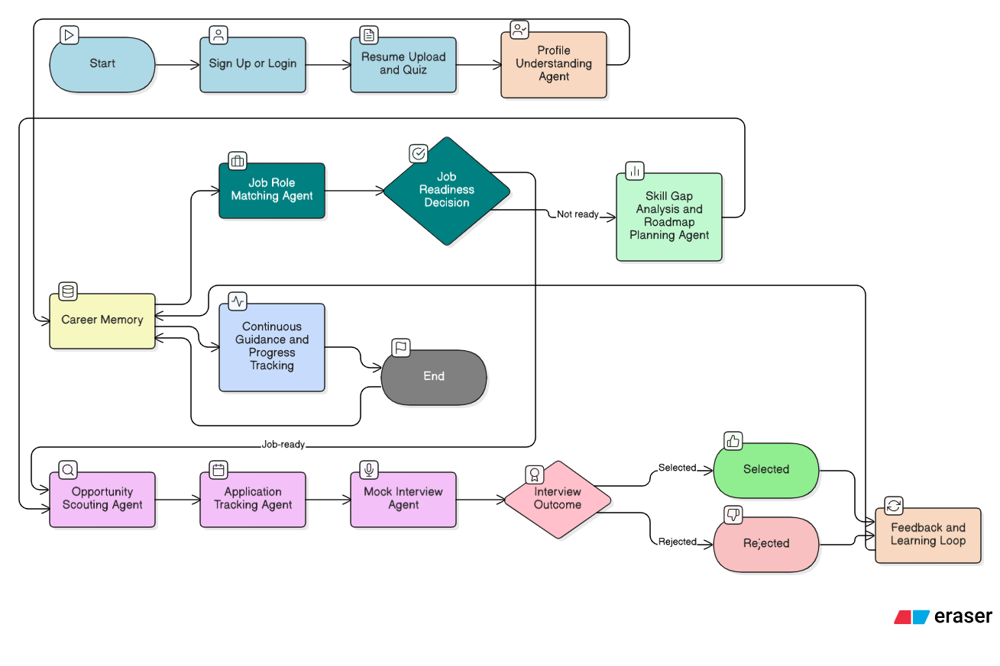 Start
Sign Up or Login
Resume Upload
and Quiz
Profile
Understanding
Agent
Job Role
Matching Agent
Job
Readiness
Decision
Not ready
Skill Gap
Analysis and
Roadmap
Planning Agent
Career Memory
Continuous
Guidance and
Progress
Tracking
End
Job-ready
Opportunity
Scouting Agent
Application
Tracking Agent
Mock Interview
Agent
Interview
Outcome
Selected
Selected
Rejected
Rejected
Feedback and
Learning Loop
eraser